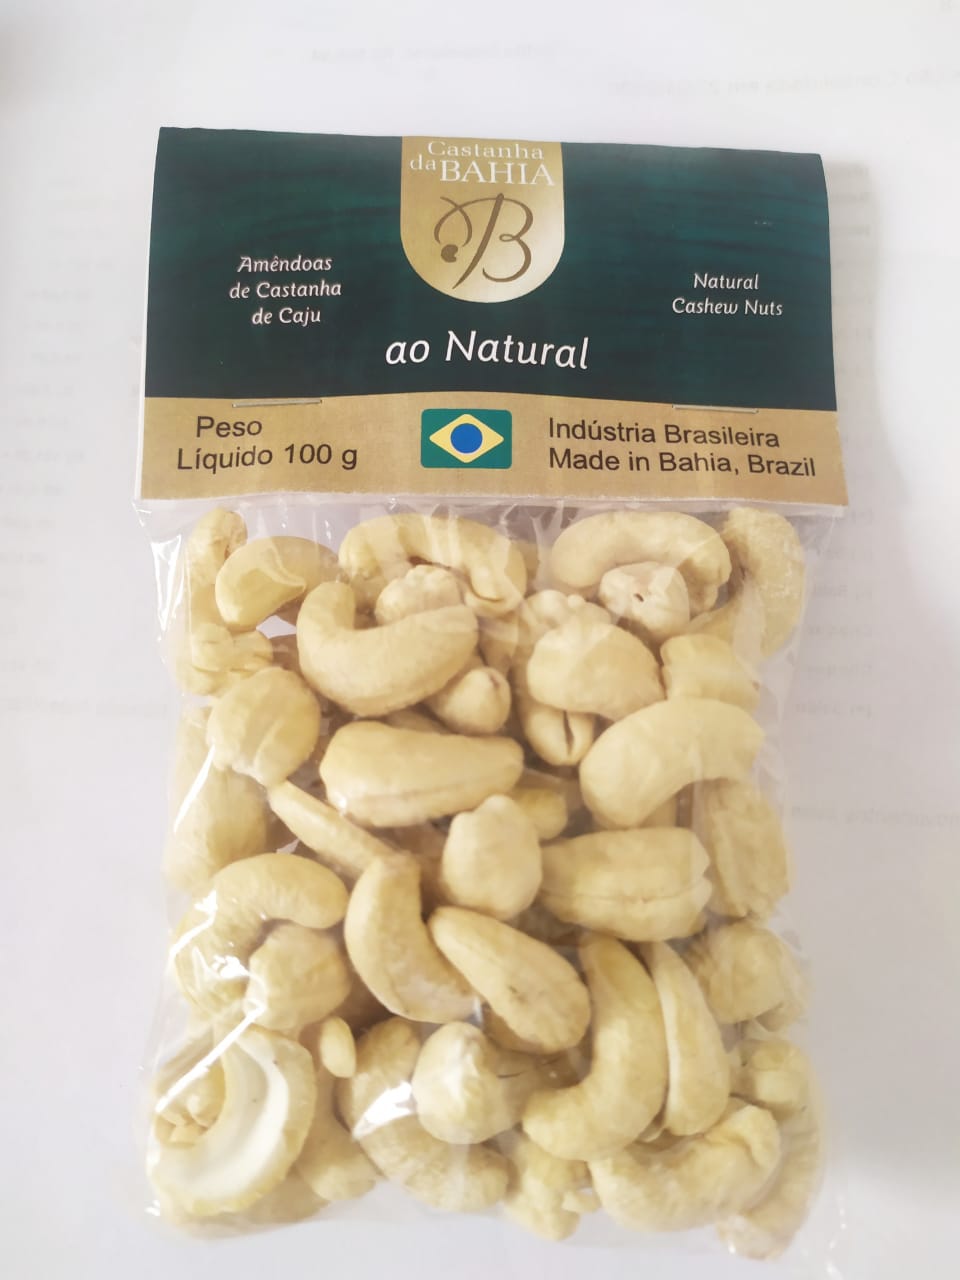 Castanha
da BAHIA
B
Amêndoas
de Castanha
de Caju
Natural
Cashew Nuts
ao Natural
Peso
Líquido 100 g
Indústria Brasileira
Made in Bahia, Brazil